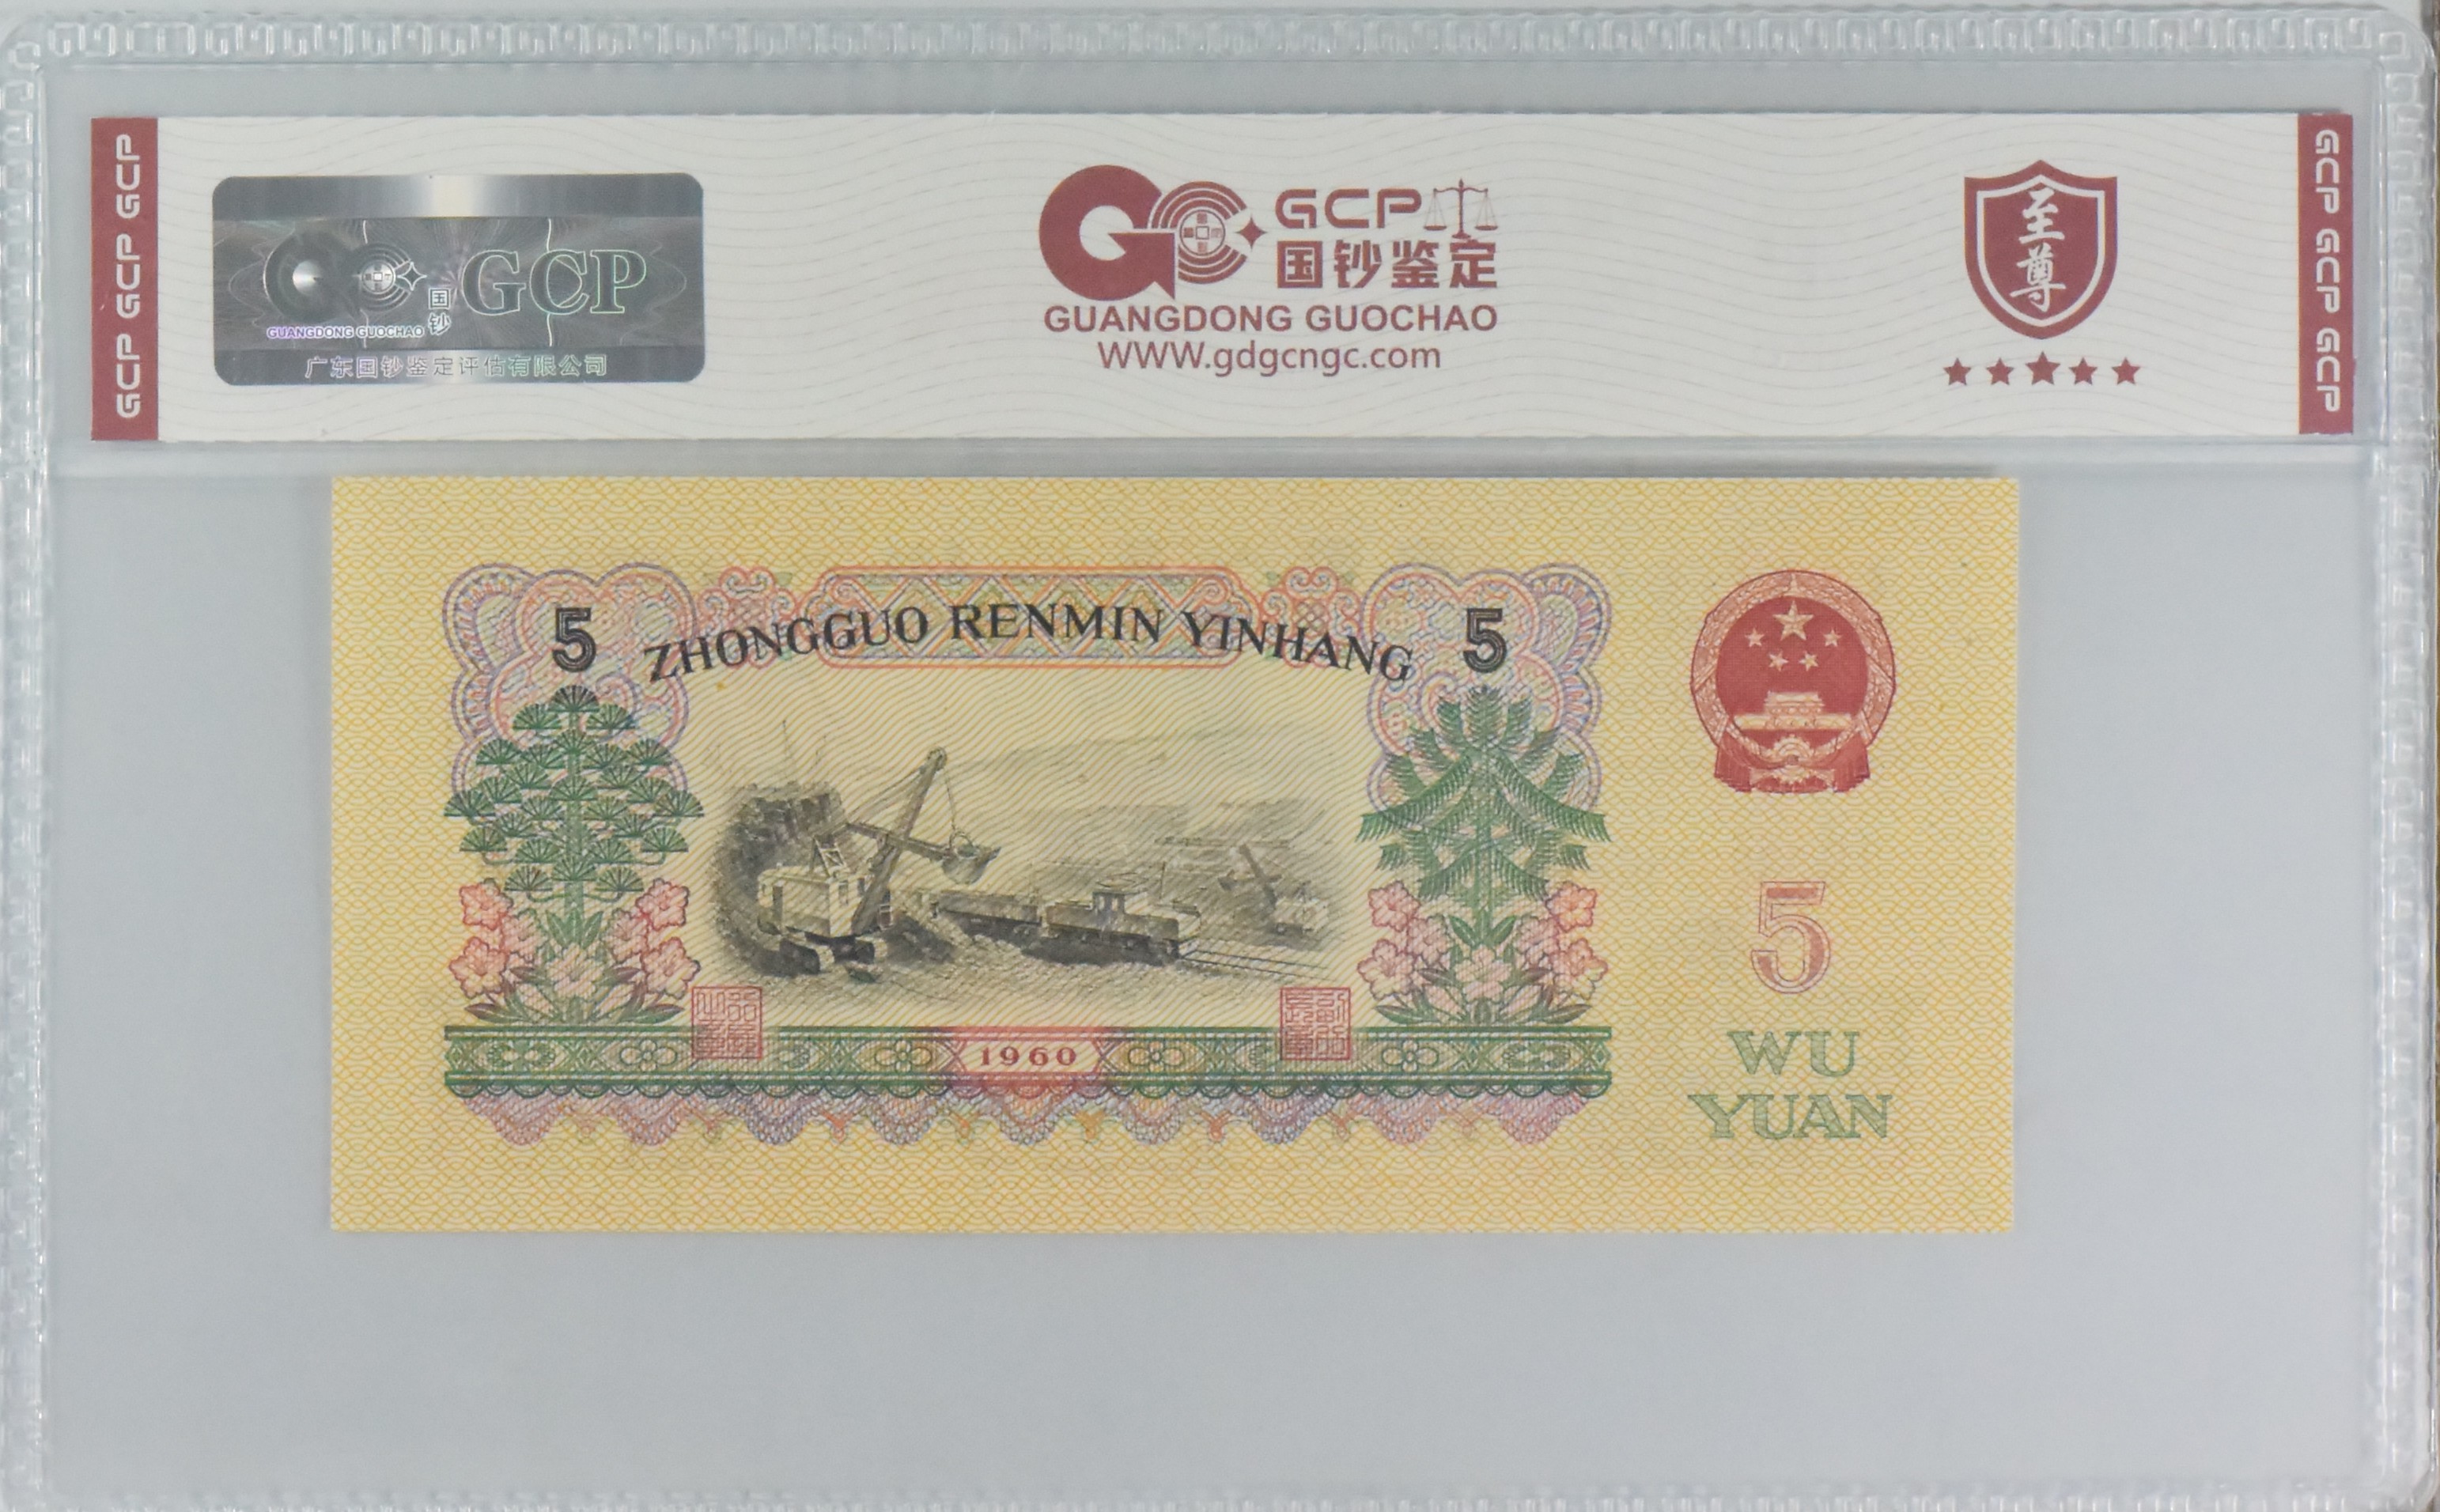 GCP GCP GCP
GUANGDONG GUOCHAO
国钞
GCP
广东国钞鉴定评估有限公司
GCP
国钞鉴定
GUANGDONG GUOCHAO
WWW.gdgcngc.com
至尊
GCP GCP GCP
5 ZHONGGUO RENMIN YINHANG 5
1960
5
WU
YUAN